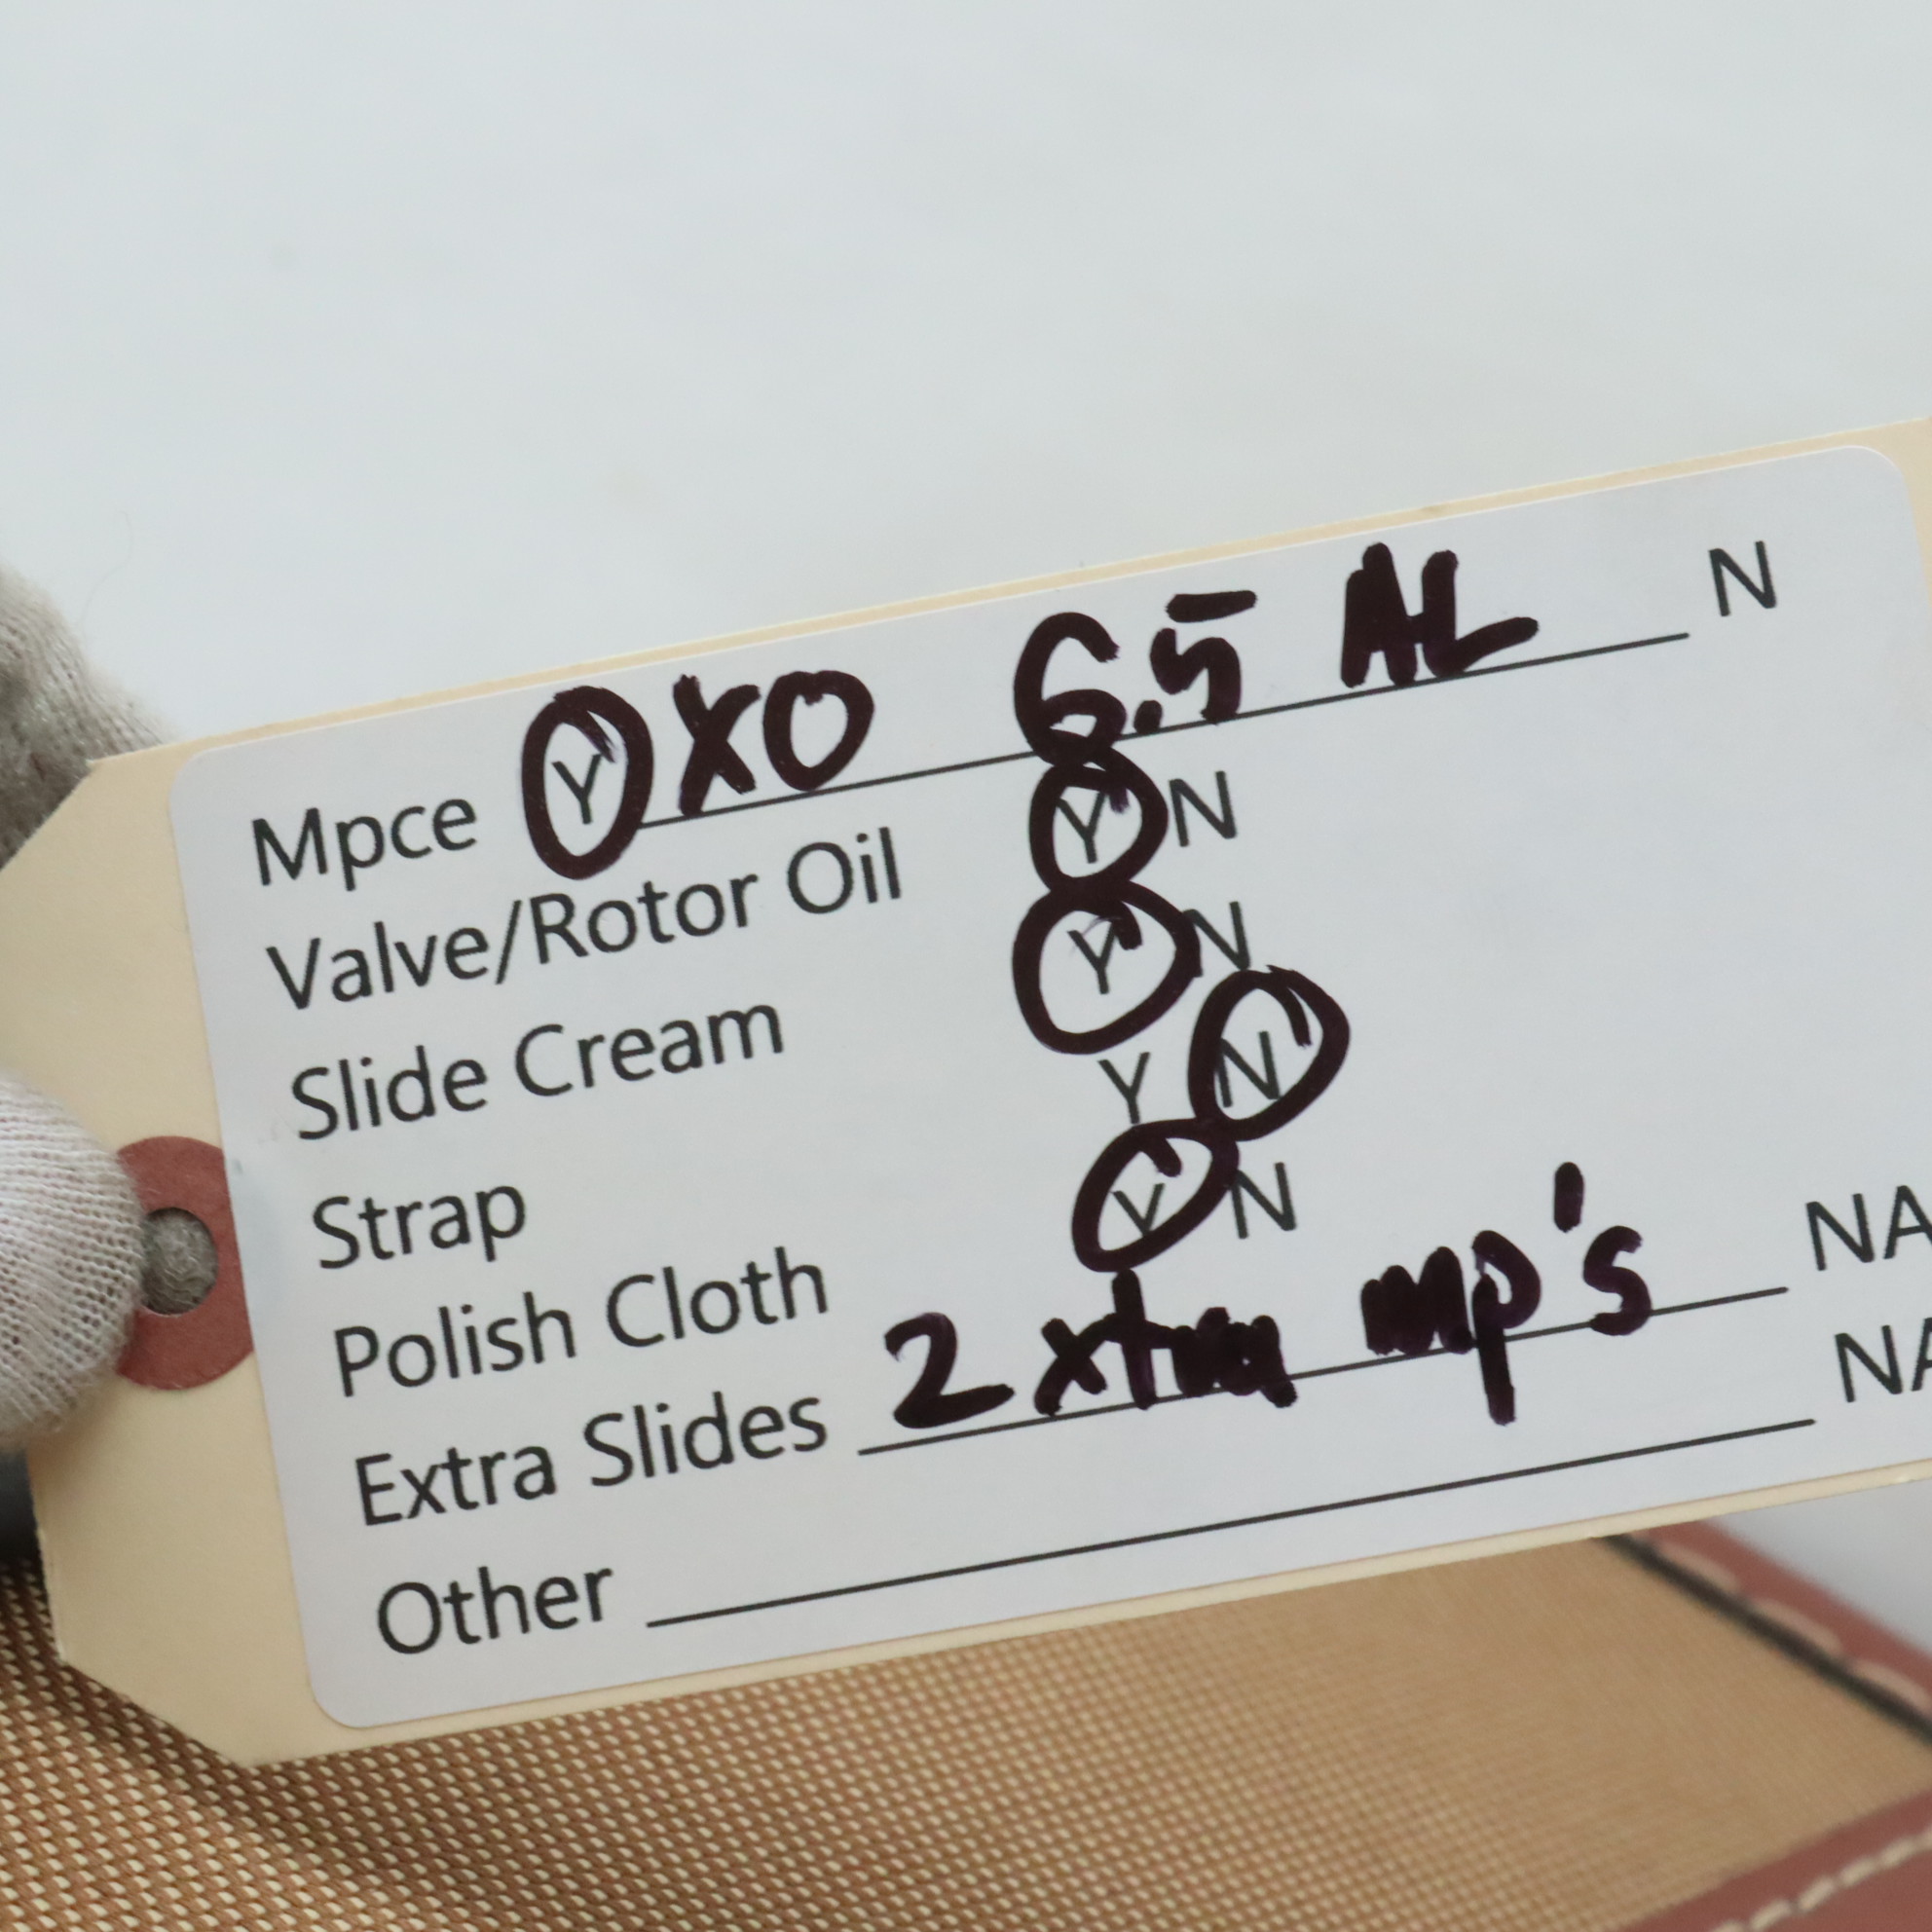 Mpce Y XO 6.5 AL N
Valve/Rotor Oil Y N
Slide Cream Y N
Strap Y N
Polish Cloth Y N
Extra Slides 2 xtra mp's NA
Other NA